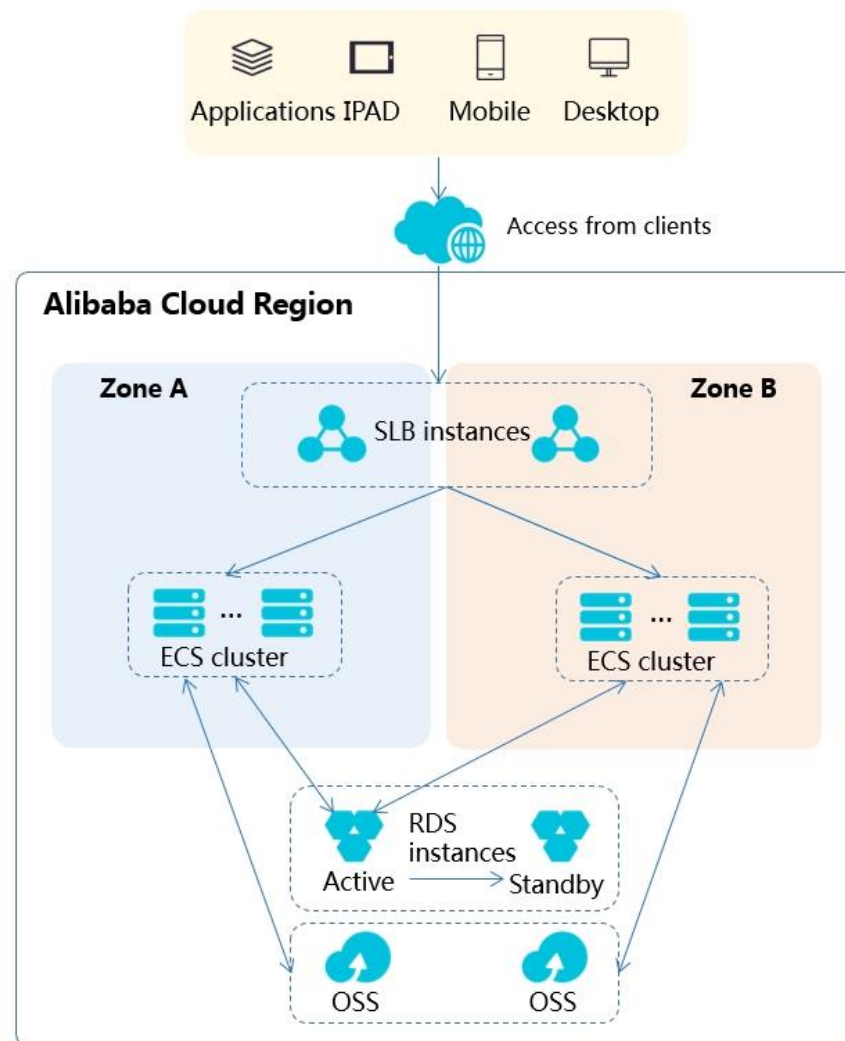 Applications IPAD Mobile Desktop
Access from clients
Alibaba Cloud Region
Zone A
Zone B
SLB instances
... 
ECS cluster
...
ECS cluster
RDS
instances
Active
Standby
OSS
OSS